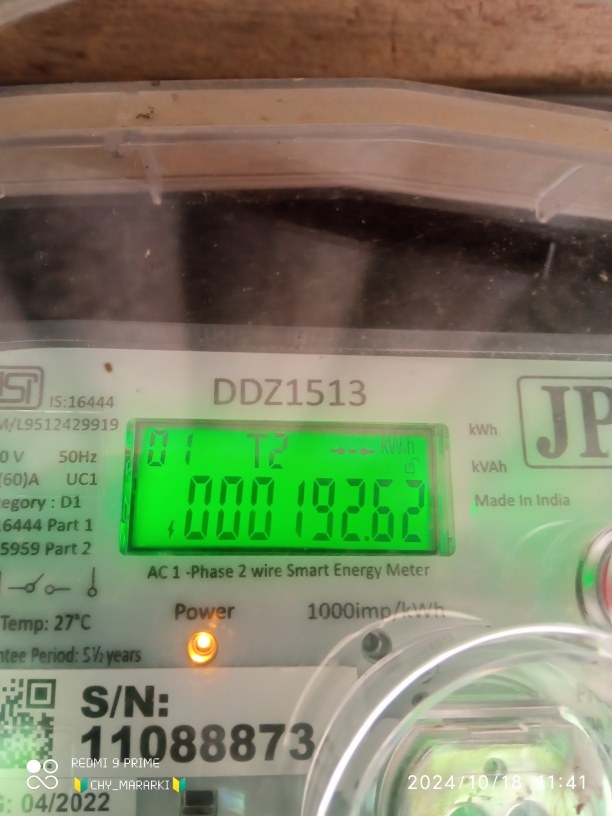 DDZ1513
IS:16444
M/L9512429919
0 V 50Hz
(60)A UC1
egory : D1
16444 Part 1
5959 Part 2
01 T2 kWh
000192.62
kWh
kVAh
JP
Made In India
AC 1 -Phase 2 wire Smart Energy Meter
Temp: 27°C
Power 1000imp/kWh
ntee Period: 5½ years
S/N:
11088873
: 04/2022
REDMI 9 PRIME
CHY_MARARKI
2024/10/18 11:41